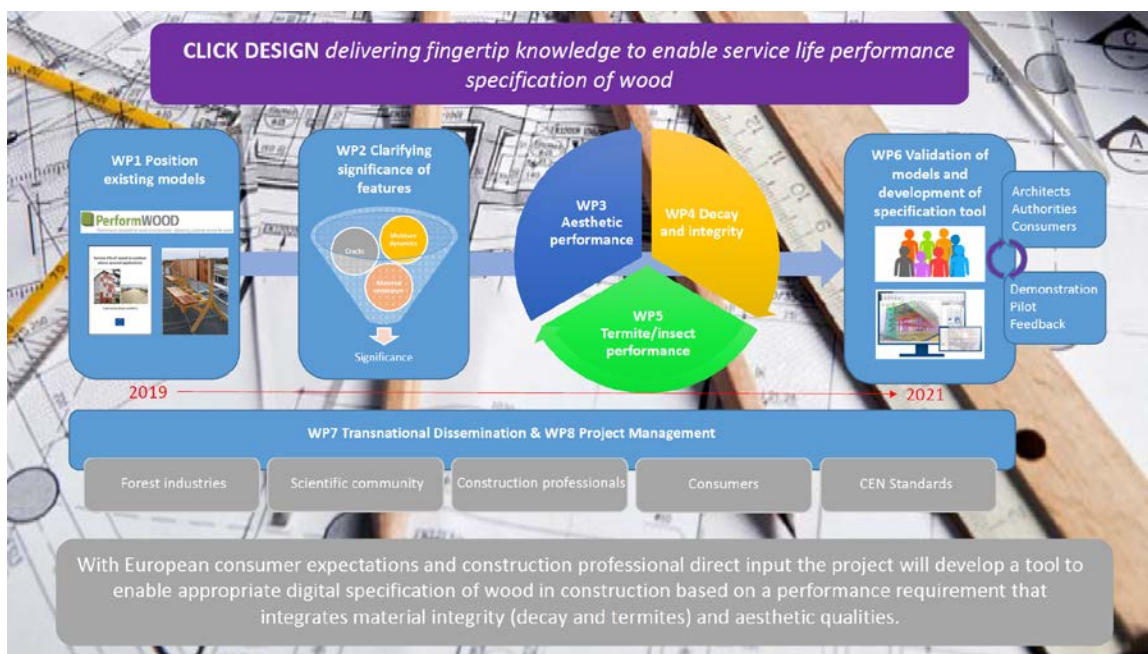 CLICK DESIGN delivering fingertip knowledge to enable service life performance
specification of wood
WP1 Position
existing models
PerformWOOD
WP2 Clarifying
significance of
features
Cracks
Moisture
dynamics
Material
resistance
Significance
WP3
Aesthetic
performance
WP4 Decay
and integrity
WP5
Termite/insect
performance
WP6 Validation of
models and
development of
specification tool
Architects
Authorities
Consumers
Demonstration
Pilot
Feedback
2019
2021
WP7 Transnational Dissemination & WP8 Project Management
Forest industries
Scientific community
Construction professionals
Consumers
CEN Standards
With European consumer expectations and construction professional direct input the project will develop a tool to
enable appropriate digital specification of wood in construction based on a performance requirement that
integrates material integrity (decay and termites) and aesthetic qualities.